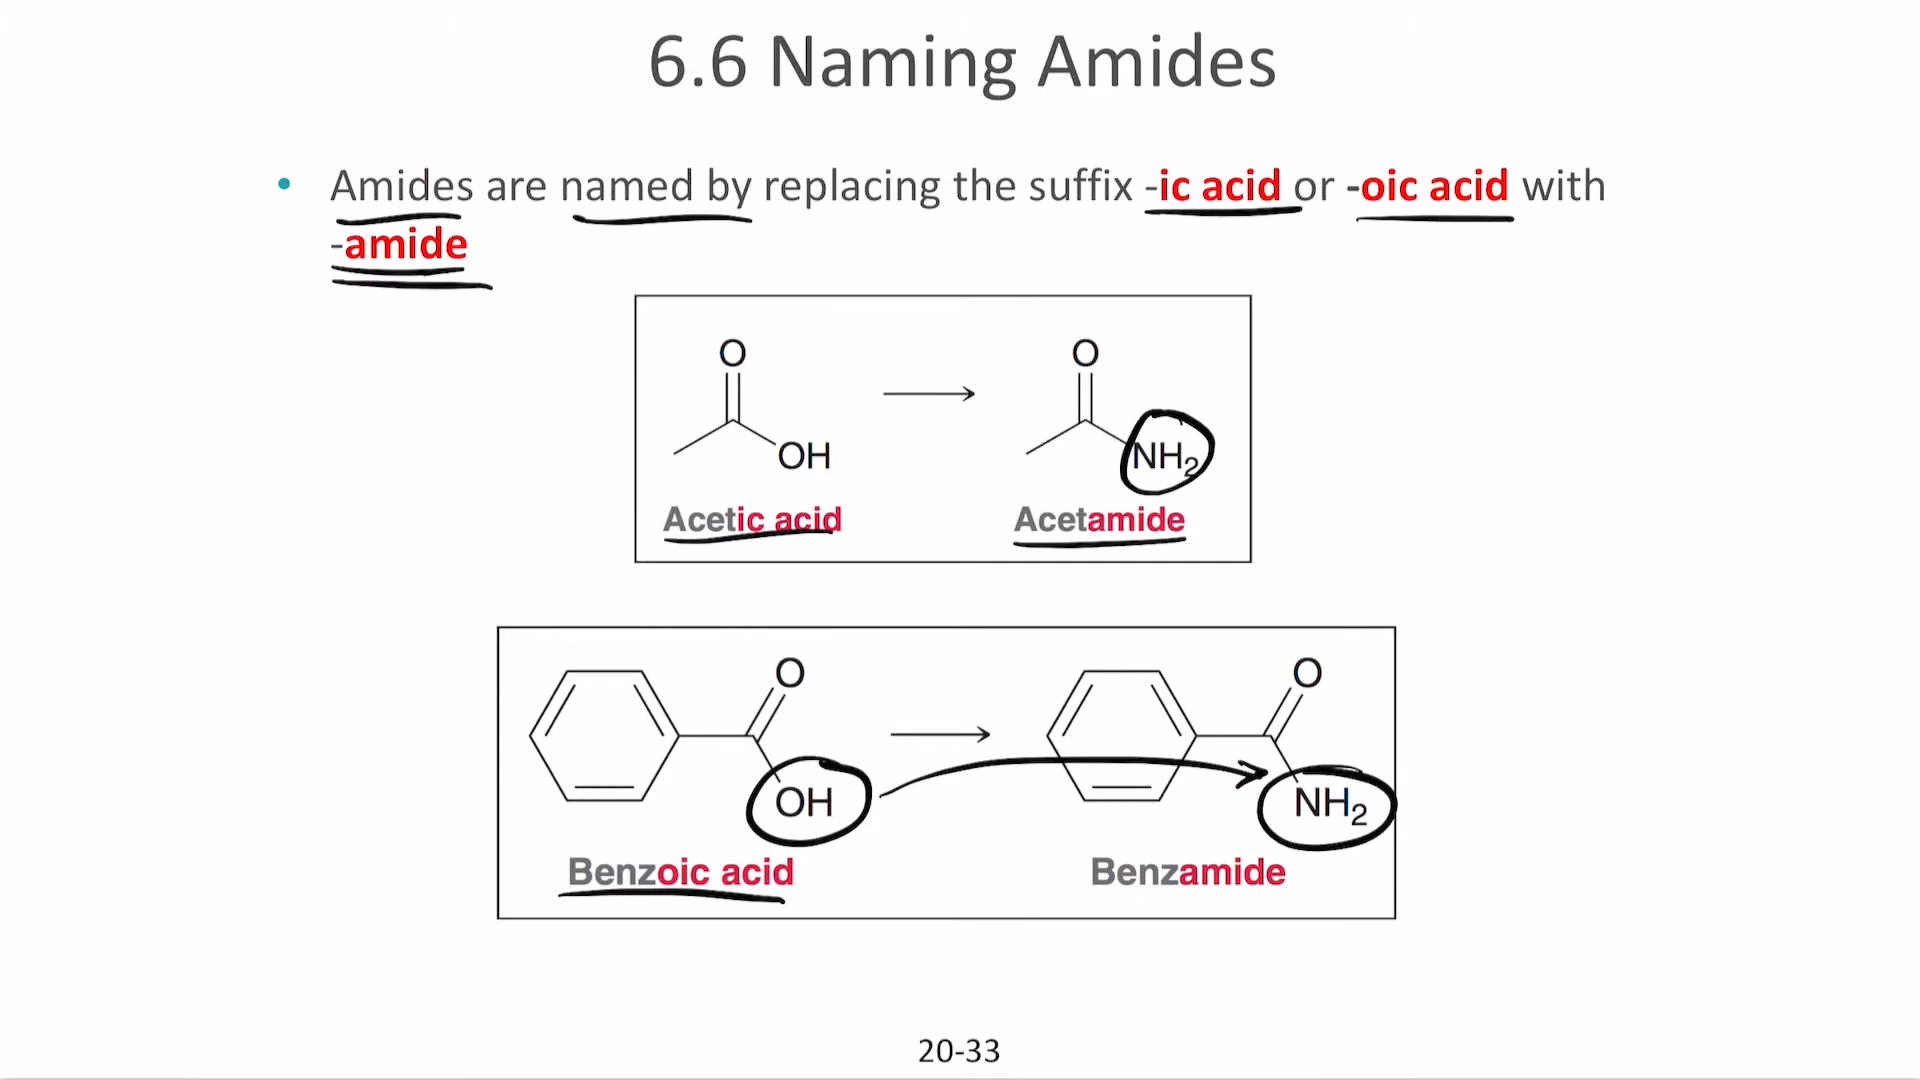 6.6 Naming Amides
• Amides are named by replacing the suffix -ic acid or -oic acid with
-amide
O O
OH NH₂
Acetic acid Acetamide
O O
OH NH₂
Benzoic acid Benzamide
20-33